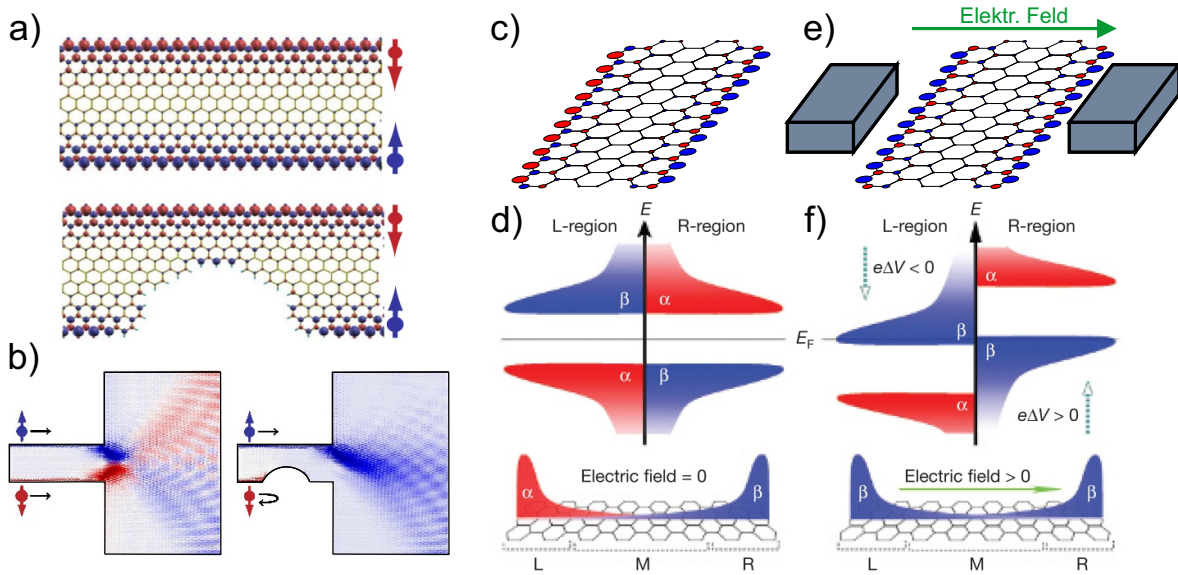 a)
b)
c)
Elektr. Feld
e)
d)
E
L-region
R-region
β
α
α
β
E_F
Electric field = 0
α
β
L
M
R
f)
E
L-region
R-region
eΔV < 0
α
β
β
α
eΔV > 0
Electric field > 0
β
β
L
M
R